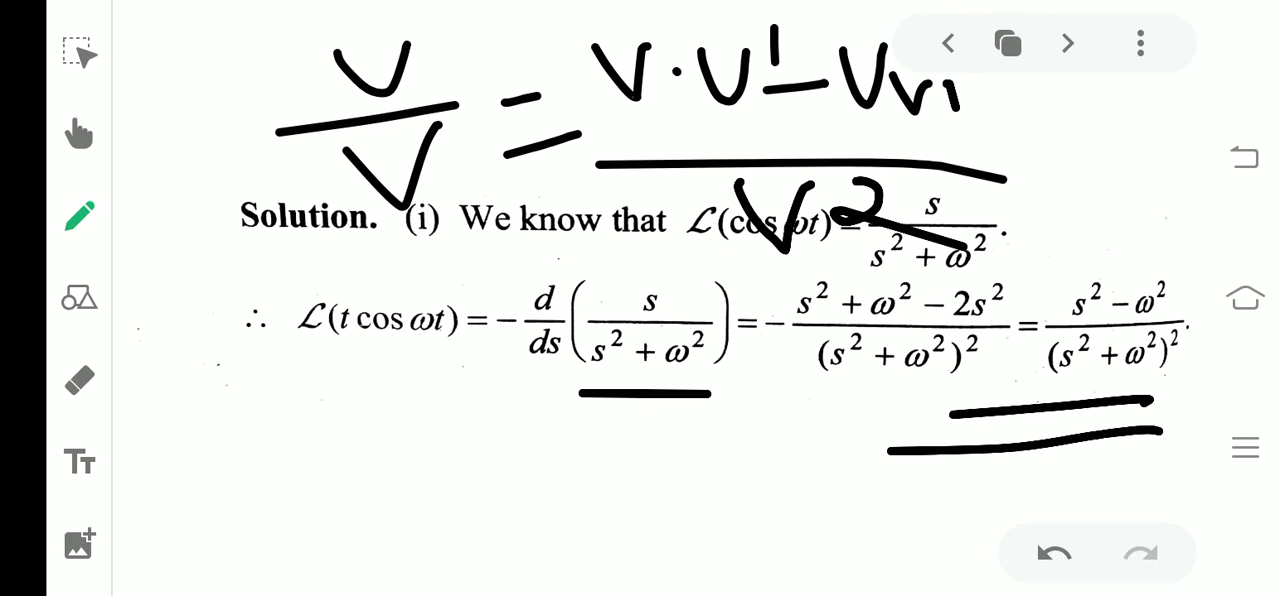 U/V = (V · U' - UV')/V²
Solution. (i) We know that ℒ(cos ωt) = s/(s² + ω²).
∴ ℒ(t cos ωt) = -d/ds (s/(s² + ω²)) = -(s² + ω² - 2s²)/(s² + ω²)² = (s² - ω²)/(s² + ω²)².
TT